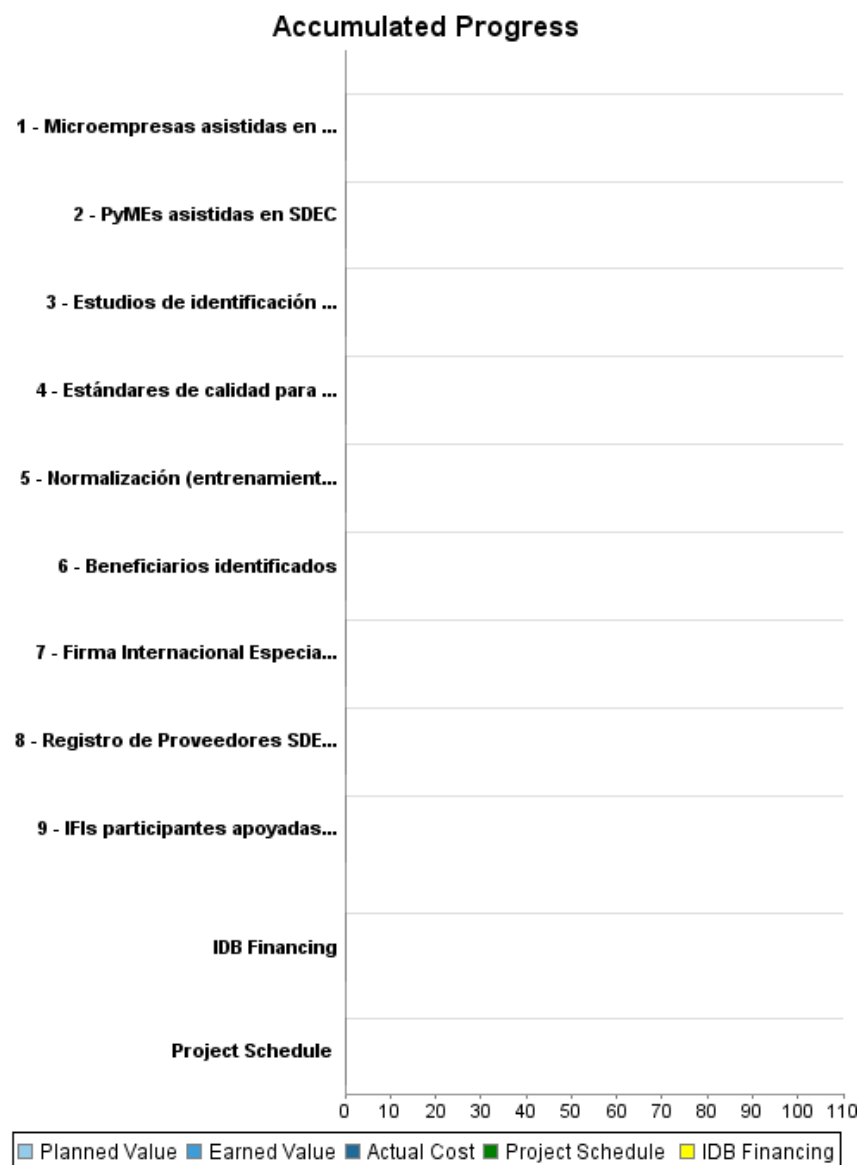 Accumulated Progress
1 - Microempresas asistidas en ...
2 - PyMEs asistidas en SDEC
3 - Estudios de identificación ...
4 - Estándares de calidad para ...
5 - Normalización (entrenamient...
6 - Beneficiarios identificados
7 - Firma Internacional Especia...
8 - Registro de Proveedores SDE...
9 - IFIs participantes apoyadas...
IDB Financing
Project Schedule
0 10 20 30 40 50 60 70 80 90 100 110
Planned Value Earned Value Actual Cost Project Schedule IDB Financing